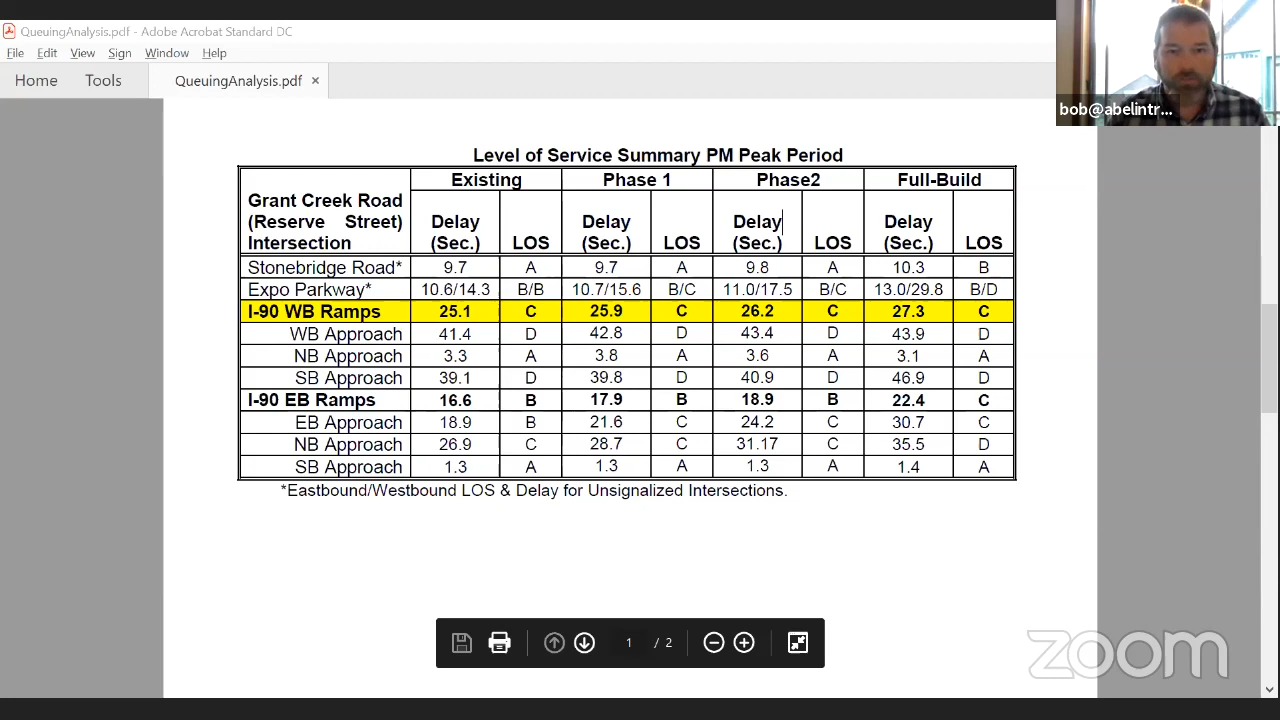 QueuingAnalysis.pdf - Adobe Acrobat Standard DC
File Edit View Sign Window Help
Home Tools QueuingAnalysis.pdf ×
bob@abelintr...
Level of Service Summary PM Peak Period
Grant Creek Road (Reserve Street) Intersection Existing Phase 1 Phase2 Full-Build
Delay (Sec.) LOS Delay (Sec.) LOS Delay (Sec.) LOS Delay (Sec.) LOS
Stonebridge Road* 9.7 A 9.7 A 9.8 A 10.3 B
Expo Parkway* 10.6/14.3 B/B 10.7/15.6 B/C 11.0/17.5 B/C 13.0/29.8 B/D
I-90 WB Ramps 25.1 C 25.9 C 26.2 C 27.3 C
WB Approach 41.4 D 42.8 D 43.4 D 43.9 D
NB Approach 3.3 A 3.8 A 3.6 A 3.1 A
SB Approach 39.1 D 39.8 D 40.9 D 46.9 D
I-90 EB Ramps 16.6 B 17.9 B 18.9 B 22.4 C
EB Approach 18.9 B 21.6 C 24.2 C 30.7 C
NB Approach 26.9 C 28.7 C 31.17 C 35.5 D
SB Approach 1.3 A 1.3 A 1.3 A 1.4 A
*Eastbound/Westbound LOS & Delay for Unsignalized Intersections.
1 / 2
zoom